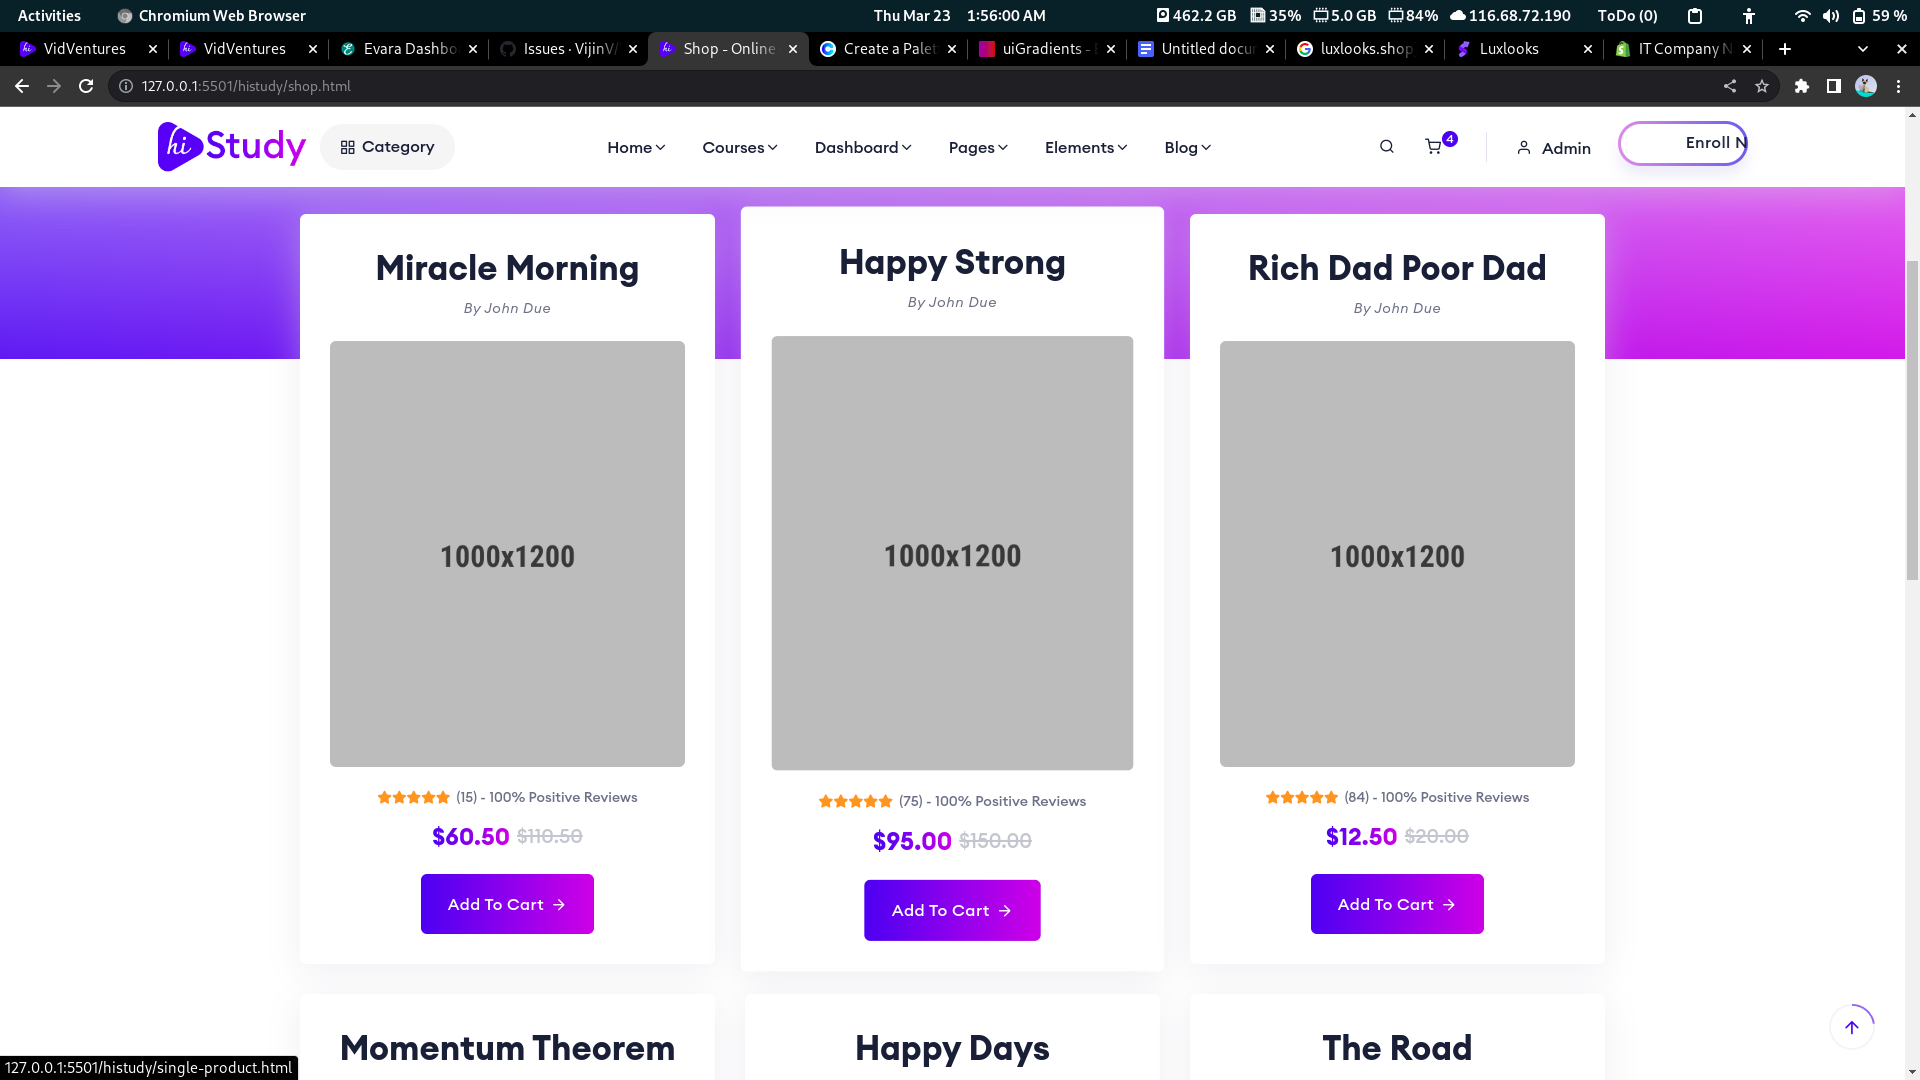 Activities Chromium Web Browser Thu Mar 23 1:56:00 AM 462.2 GB 35% 5.0 GB 84% 116.68.72.190 ToDo (0) 59 %
VidVentures VidVentures Evara Dashbo Issues · VijinV/ Shop - Online Create a Palet uiGradients - Untitled docu luxlooks.shop Luxlooks IT Company N
127.0.0.1:5501/histudy/shop.html
hi Study Category Home Courses Dashboard Pages Elements Blog 4 Admin Enroll N
Miracle Morning
By John Due
1000x1200
(15) - 100% Positive Reviews
$60.50 $110.50
Add To Cart
Happy Strong
By John Due
1000x1200
(75) - 100% Positive Reviews
$95.00 $150.00
Add To Cart
Rich Dad Poor Dad
By John Due
1000x1200
(84) - 100% Positive Reviews
$12.50 $20.00
Add To Cart
Momentum Theorem
Happy Days
The Road
127.0.0.1:5501/histudy/single-product.html